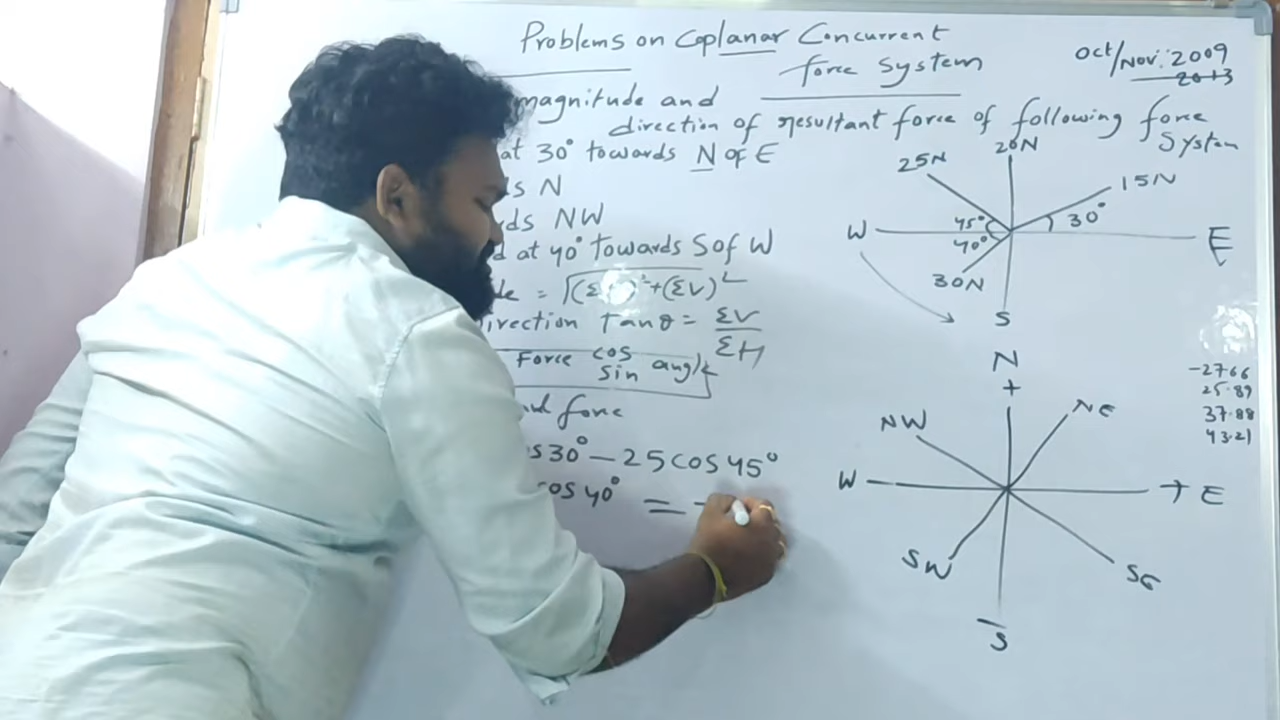 Problems on Coplanar Concurrent
force System
Oct/Nov. 2009
2013
magnitude and
direction of resultant force of following force
System
at 30° towards N of E
N
NW
at 40° towards S of W
= √(Σ )²+(ΣV)²
Tanθ = ΣV
ΣH
Force cos
sin angle
force
30° – 25 cos 45°
cos 40° = –
20N
25N
15N
45°
30°
W
40°
E
30N
S
N
+
NW
NE
W
+ E
SW
SE
–
S
-27.66
25.89
37.88
43.21